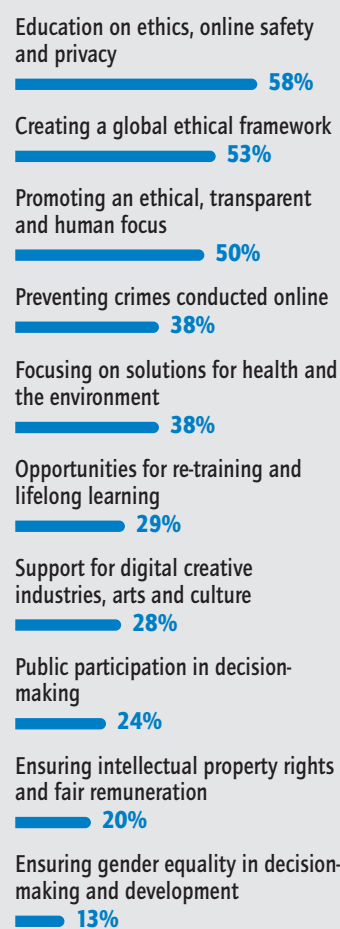 Education on ethics, online safety
and privacy
58%
Creating a global ethical framework
53%
Promoting an ethical, transparent
and human focus
50%
Preventing crimes conducted online
38%
Focusing on solutions for health and
the environment
38%
Opportunities for re-training and
lifelong learning
29%
Support for digital creative
industries, arts and culture
28%
Public participation in decision-
making
24%
Ensuring intellectual property rights
and fair remuneration
20%
Ensuring gender equality in decision-
making and development
13%